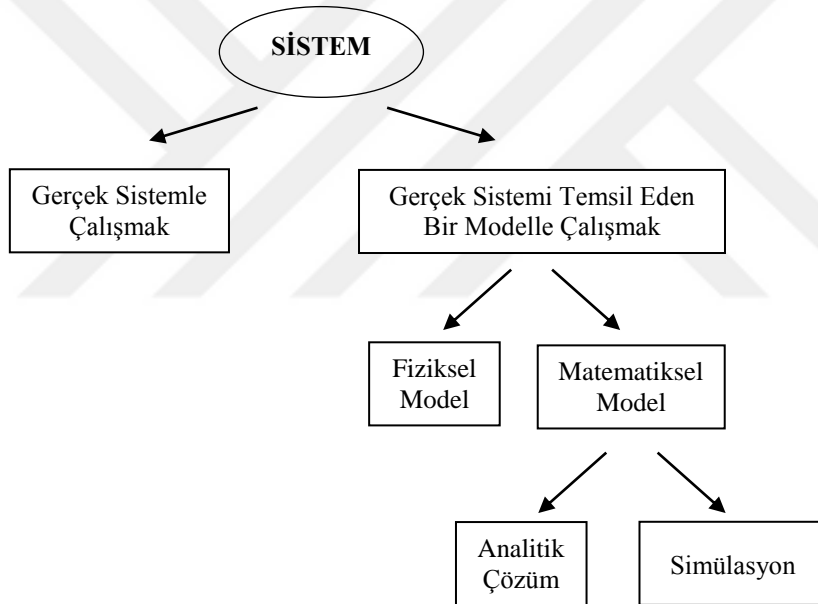 SİSTEM
Gerçek Sistemle
Çalışmak
Gerçek Sistemi Temsil Eden
Bir Modelle Çalışmak
Fiziksel
Model
Matematiksel
Model
Analitik
Çözüm
Simülasyon